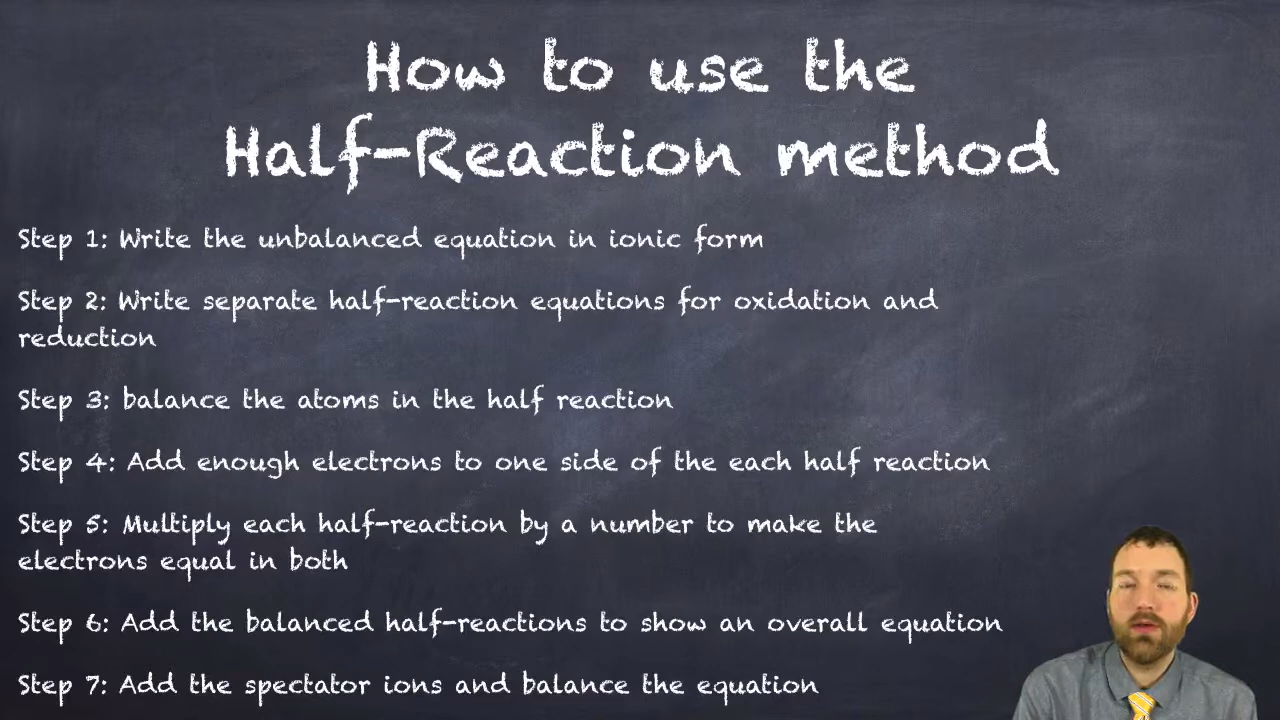 How to use the
Half-Reaction method
Step 1: Write the unbalanced equation in ionic form
Step 2: Write separate half-reaction equations for oxidation and
reduction
Step 3: balance the atoms in the half reaction
Step 4: Add enough electrons to one side of the each half reaction
Step 5: Multiply each half-reaction by a number to make the
electrons equal in both
Step 6: Add the balanced half-reactions to show an overall equation
Step 7: Add the spectator ions and balance the equation